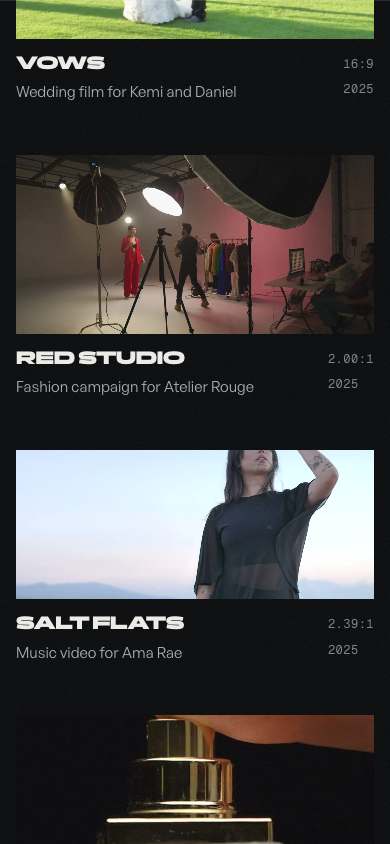 VOWS
16:9
Wedding film for Kemi and Daniel
2025
RED STUDIO
2.00:1
Fashion campaign for Atelier Rouge
2025
SALT FLATS
2.39:1
Music video for Ama Rae
2025